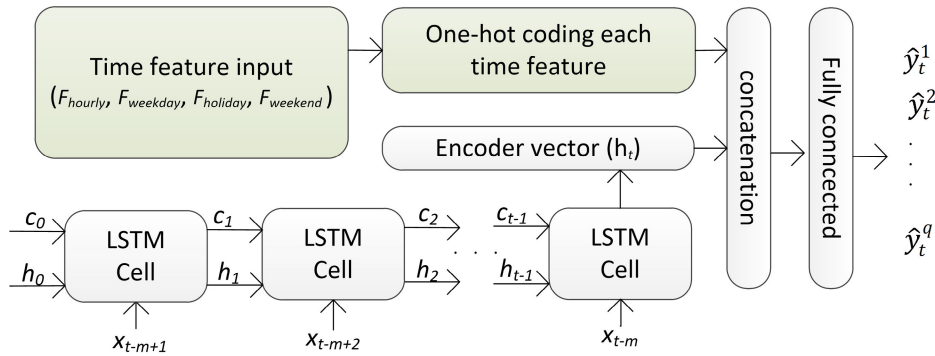 Time feature input
(F_hourly, F_weekday, F_holiday, F_weekend)
One-hot coding each
time feature
Encoder vector (h_t)
concatenation
Fully conncected
ŷ_t^1
ŷ_t^2
.
.
.
ŷ_t^q
c_0
h_0
LSTM
Cell
x_t-m+1
c_1
h_1
LSTM
Cell
x_t-m+2
c_2
h_2
. . .
c_t-1
h_t-1
LSTM
Cell
x_t-m